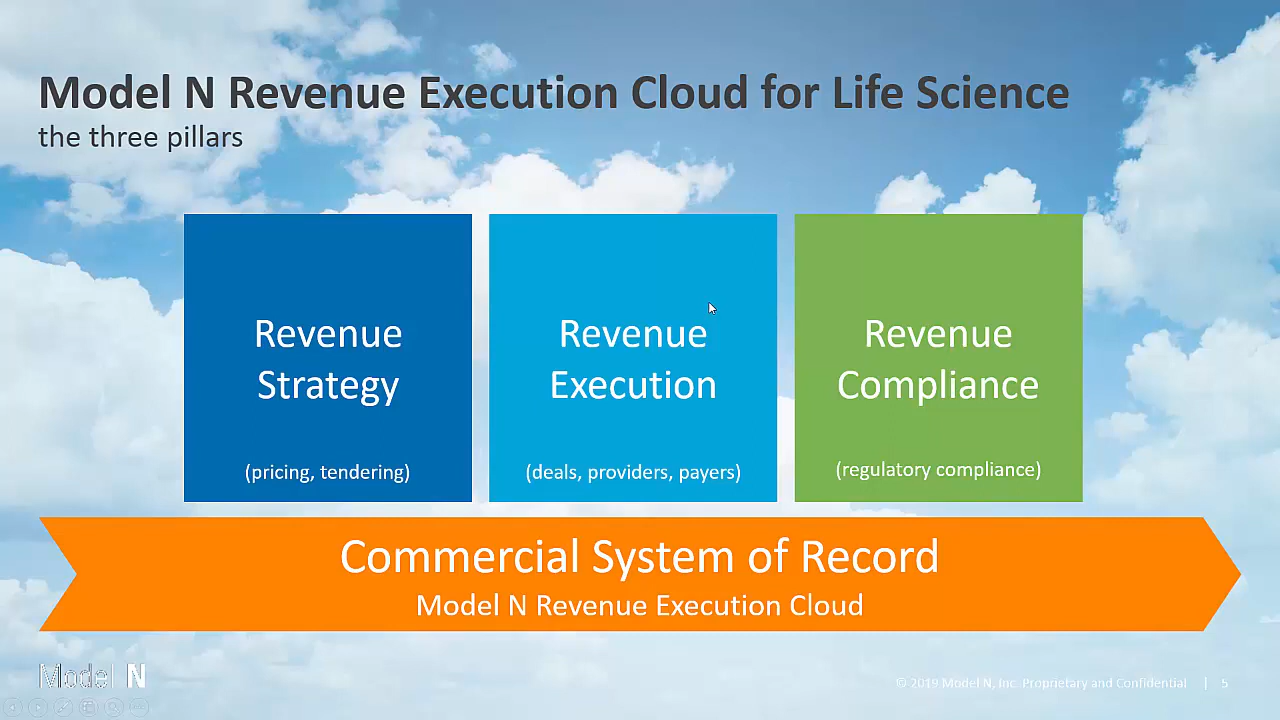 Model N Revenue Execution Cloud for Life Science
the three pillars
Revenue
Strategy
(pricing, tendering)
Revenue
Execution
(deals, providers, payers)
Revenue
Compliance
(regulatory compliance)
Commercial System of Record
Model N Revenue Execution Cloud
Model N
© 2019 Model N, Inc. Proprietary and Confidential | 5